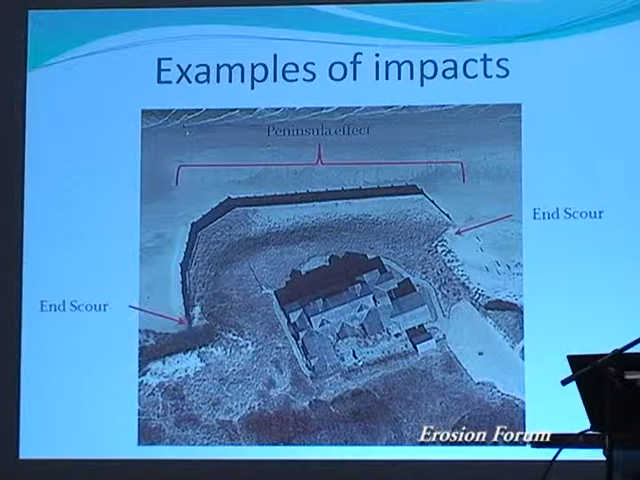 Examples of impacts
Peninsula effect
End Scour
End Scour
Erosion Forum